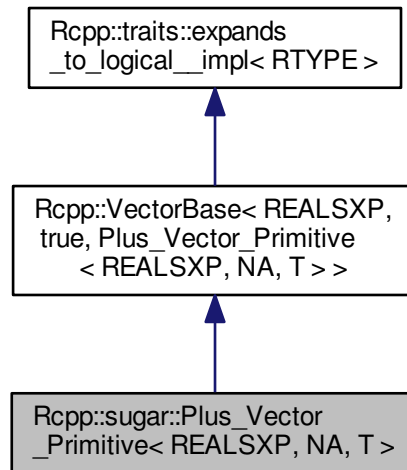 Rcpp::traits::expands
_to_logical__impl< RTYPE >
Rcpp::VectorBase< REALSXP,
true, Plus_Vector_Primitive
< REALSXP, NA, T > >
Rcpp::sugar::Plus_Vector
_Primitive< REALSXP, NA, T >